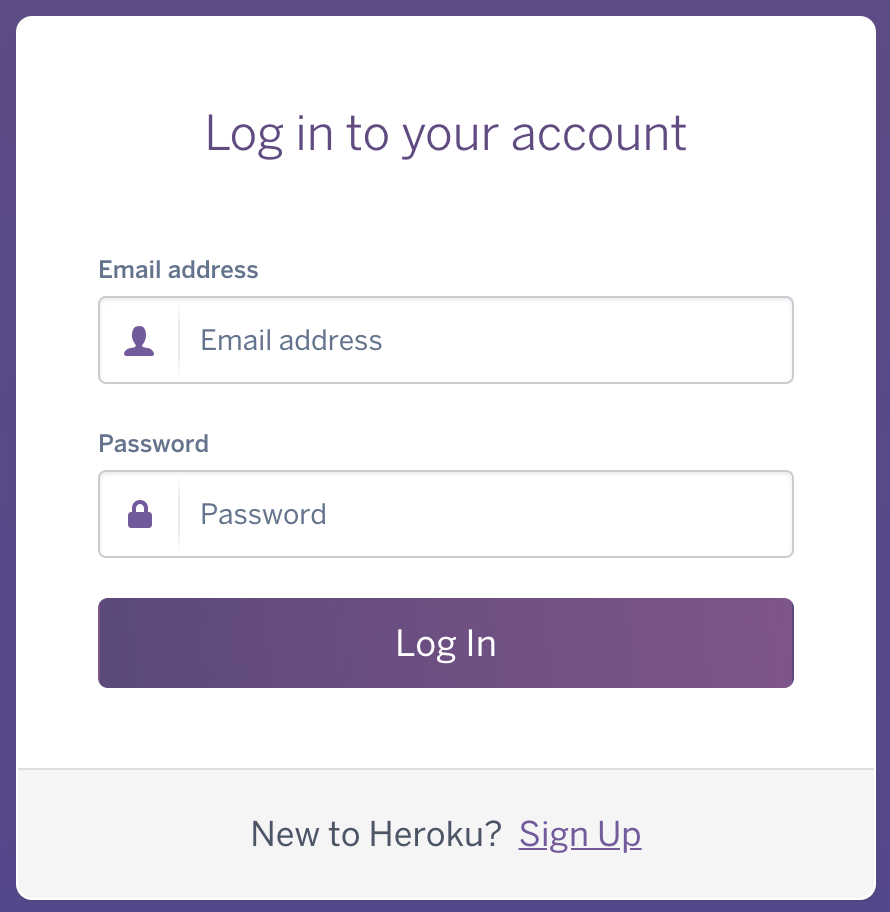 Log in to your account
Email address
Email address
Password
Password
Log In
New to Heroku? Sign Up